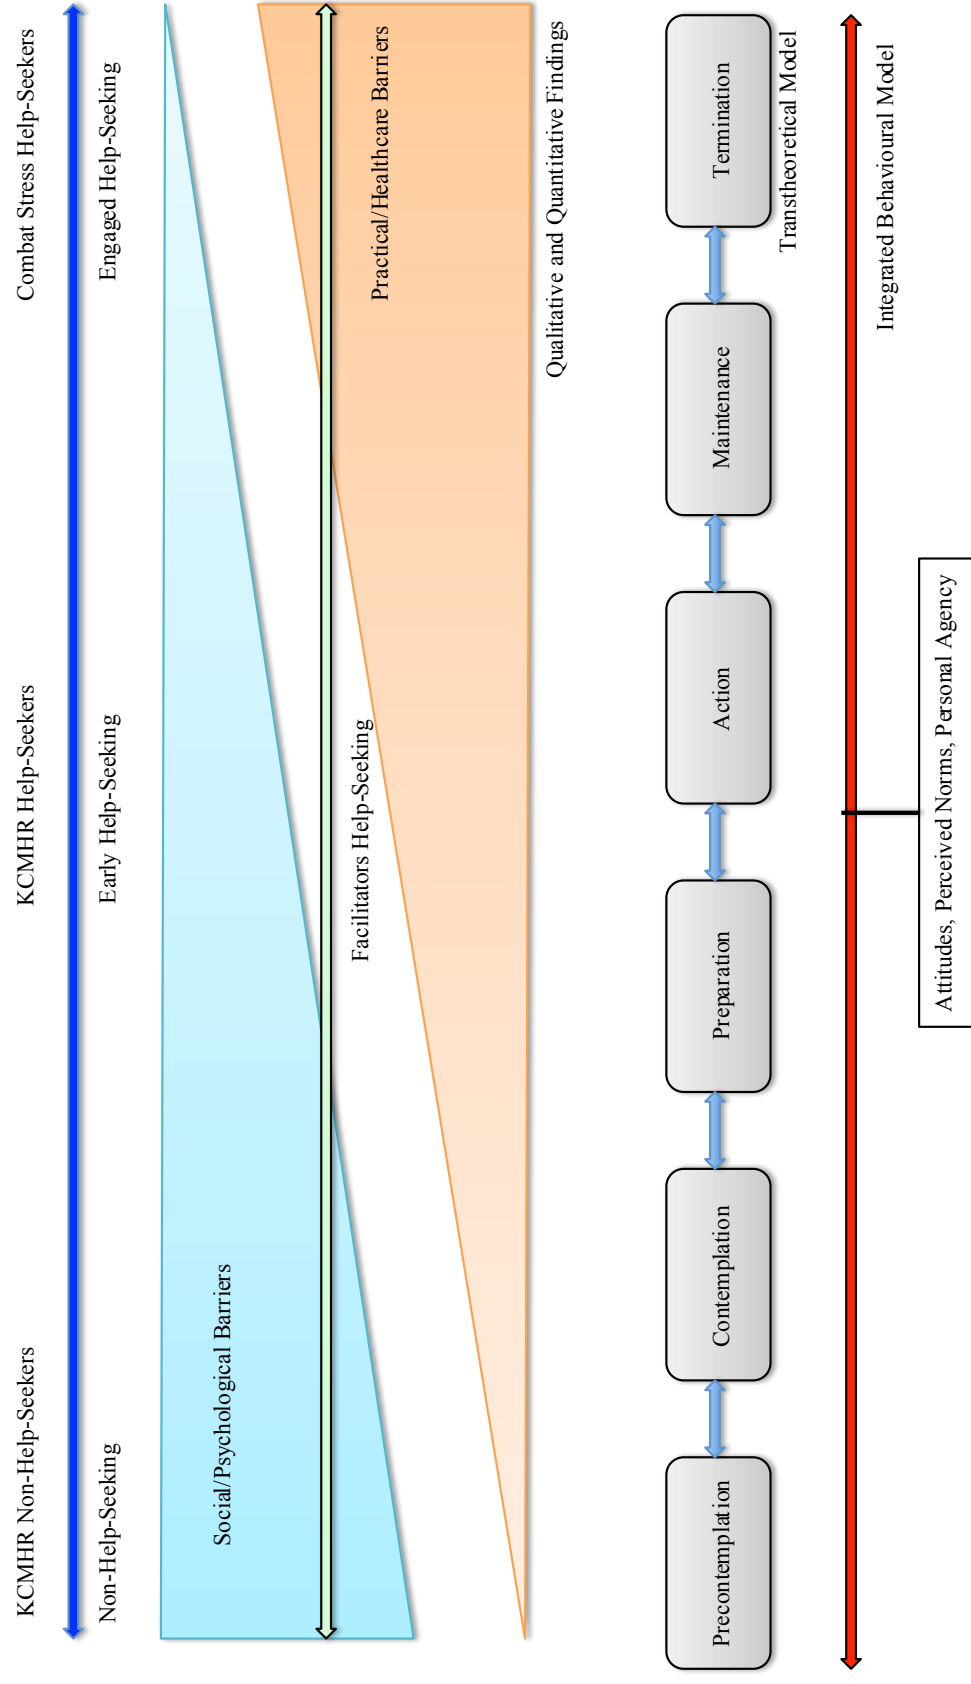 KCMHR Non-Help-Seekers
KCMHR Help-Seekers
Combat Stress Help-Seekers
Non-Help-Seeking
Early Help-Seeking
Engaged Help-Seeking
Social/Psychological Barriers
Facilitators Help-Seeking
Practical/Healthcare Barriers
Qualitative and Quantitative Findings
Precontemplation
Contemplation
Preparation
Action
Maintenance
Termination
Transtheoretical Model
Integrated Behavioural Model
Attitudes, Perceived Norms, Personal Agency